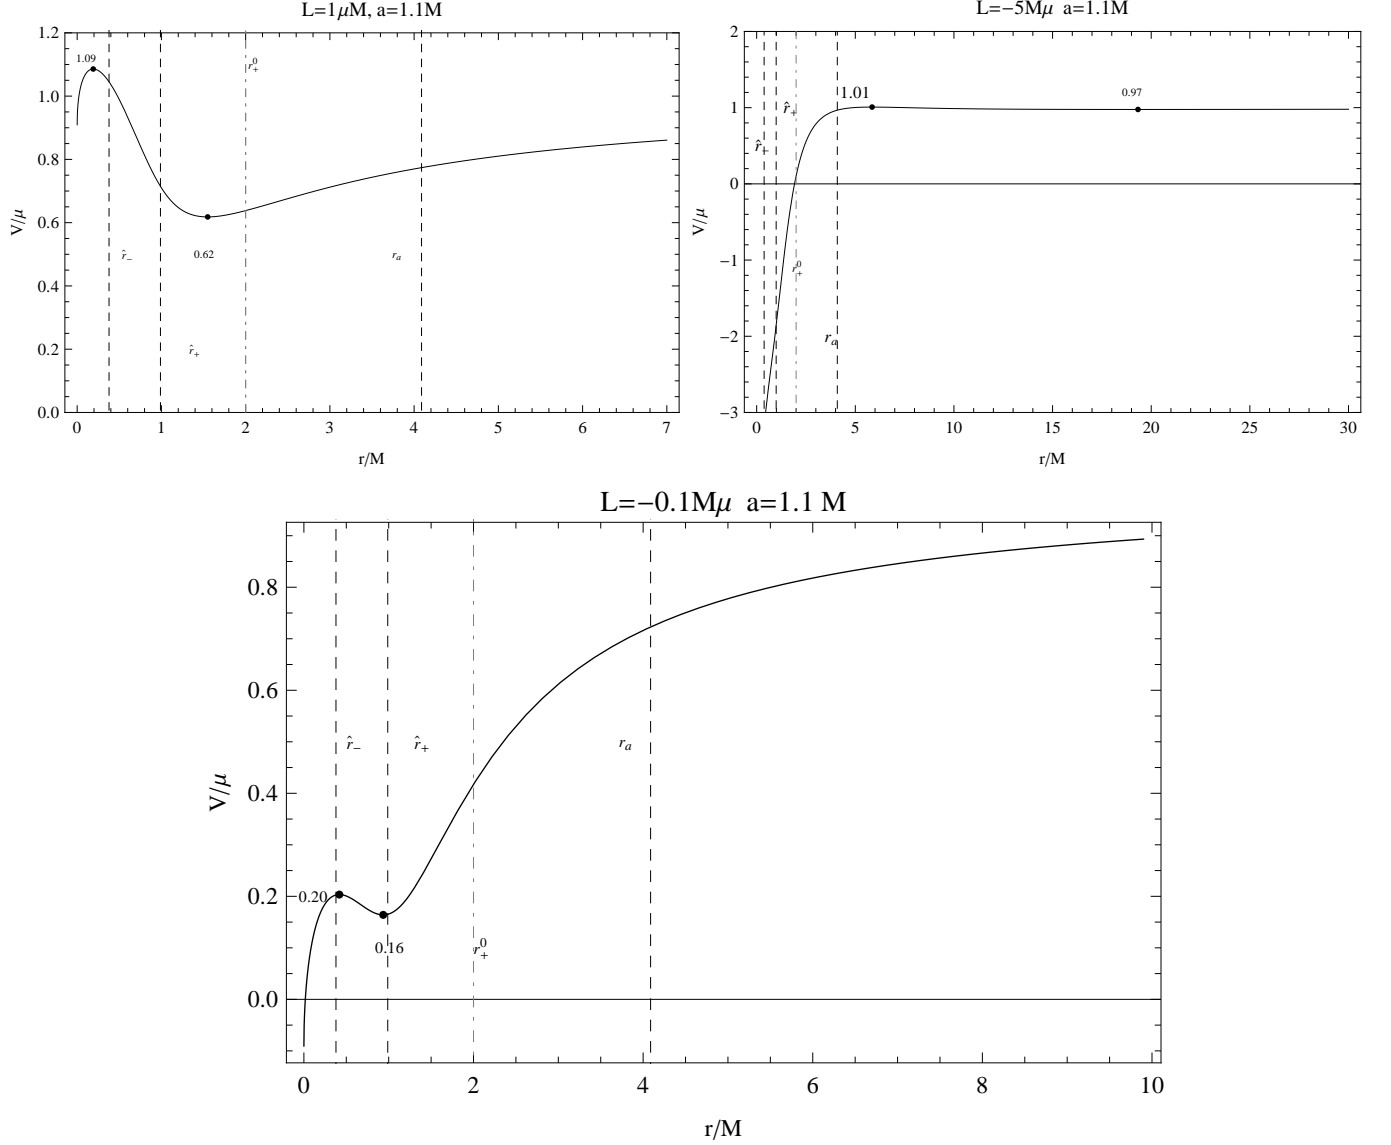 L=1μM, a=1.1M
1.2
1.0
0.8
0.6
0.4
0.2
0.0
V/μ
1.09
0.62
r̂₋
r̂₊
r₊⁰
rₐ
0 1 2 3 4 5 6 7
r/M
L=−5Mμ a=1.1M
2
1
0
−1
−2
−3
V/μ
1.01
0.97
r̂₊
r̂₋
r₊⁰
rₐ
0 5 10 15 20 25 30
r/M
L=−0.1Mμ a=1.1 M
0.8
0.6
0.4
0.2
0.0
V/μ
r̂₋
r̂₊
rₐ
0.20
0.16
r₊⁰
0 2 4 6 8 10
r/M